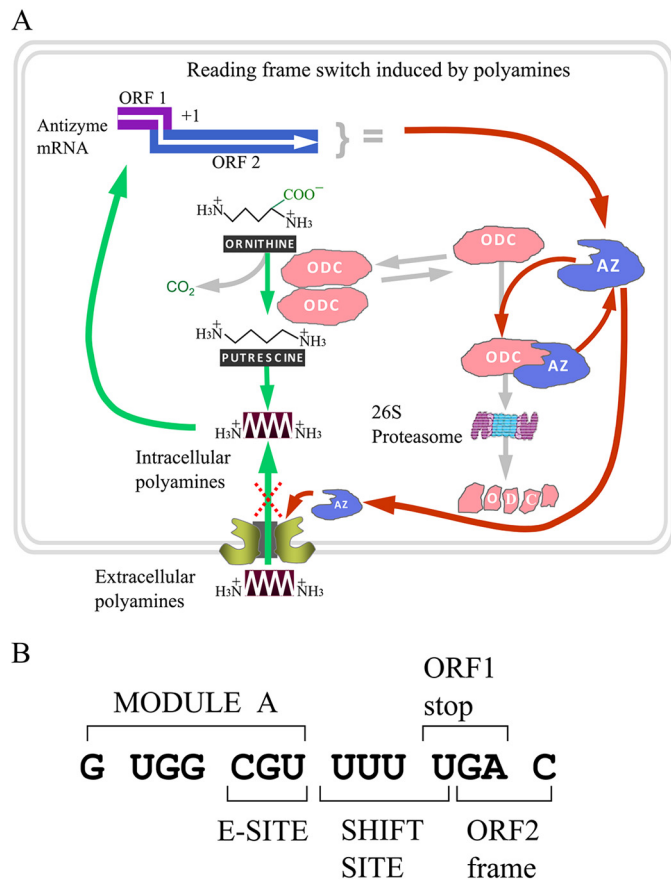 A
Reading frame switch induced by polyamines
ORF 1
+1
Antizyme
mRNA
ORF 2
} =
COO⁻
H₃N⁺
⁺NH₃
ORNITHINE
CO₂
ODC
ODC
ODC
AZ
H₃N⁺
⁺NH₃
PUTRESCINE
ODC
AZ
26S
Proteasome
H₃N⁺
⁺NH₃
Intracellular
polyamines
O D C
AZ
Extracellular
polyamines
H₃N⁺
⁺NH₃
B
MODULE A
ORF1
stop
G UGG CGU UUU UGA C
E-SITE
SHIFT
SITE
ORF2
frame